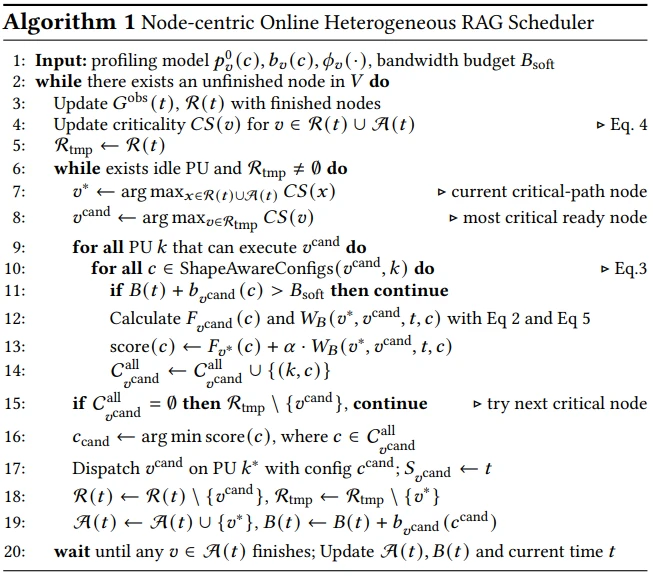 Algorithm 1 Node-centric Online Heterogeneous RAG Scheduler
1: Input: profiling model p_v^0(c), b_v(c), ϕ_v(·), bandwidth budget B_soft
2: while there exists an unfinished node in V do
3: Update G^obs(t), ℛ(t) with finished nodes
4: Update criticality CS(v) for v ∈ ℛ(t) ∪ 𝒜(t) ▷ Eq. 4
5: ℛ_tmp ← ℛ(t)
6: while exists idle PU and ℛ_tmp ≠ ∅ do
7: v* ← arg max_{x∈ℛ(t)∪𝒜(t)} CS(x) ▷ current critical-path node
8: v^cand ← arg max_{v∈ℛ_tmp} CS(v) ▷ most critical ready node
9: for all PU k that can execute v^cand do
10: for all c ∈ ShapeAwareConfigs(v^cand, k) do ▷ Eq.3
11: if B(t) + b_{v^cand}(c) > B_soft then continue
12: Calculate F_{v^cand}(c) and W_B(v*, v^cand, t, c) with Eq 2 and Eq 5
13: score(c) ← F_{v*}(c) + α · W_B(v*, v^cand, t, c)
14: C^all_{v^cand} ← C^all_{v^cand} ∪ {(k, c)}
15: if C^all_{v^cand} = ∅ then ℛ_tmp \ {v^cand}, continue ▷ try next critical node
16: c_cand ← arg min score(c), where c ∈ C^all_{v^cand}
17: Dispatch v^cand on PU k* with config c^cand; S_{v^cand} ← t
18: ℛ(t) ← ℛ(t) \ {v^cand}, ℛ_tmp ← ℛ_tmp \ {v*}
19: 𝒜(t) ← 𝒜(t) ∪ {v*}, B(t) ← B(t) + b_{v^cand}(c^cand)
20: wait until any v ∈ 𝒜(t) finishes; Update 𝒜(t), B(t) and current time t